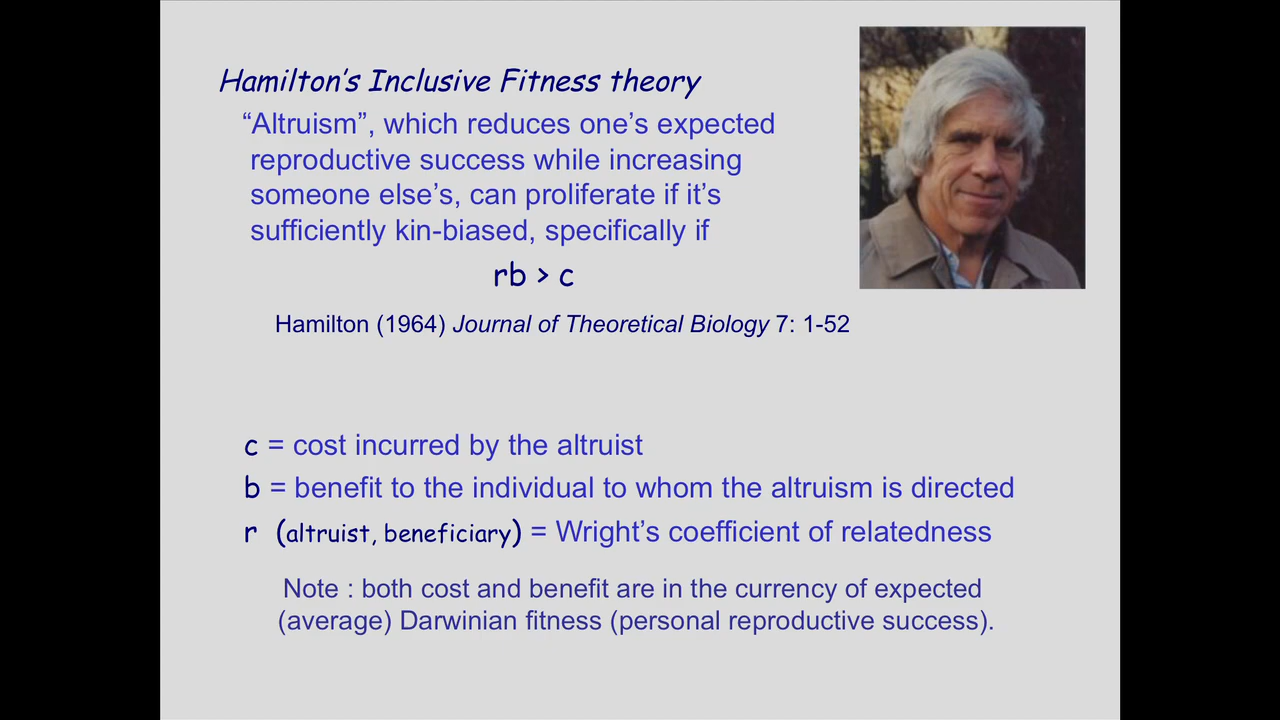 Hamilton’s Inclusive Fitness theory
“Altruism”, which reduces one’s expected
reproductive success while increasing
someone else’s, can proliferate if it’s
sufficiently kin-biased, specifically if
rb > c
Hamilton (1964) Journal of Theoretical Biology 7: 1-52
c = cost incurred by the altruist
b = benefit to the individual to whom the altruism is directed
r (altruist, beneficiary) = Wright’s coefficient of relatedness
Note : both cost and benefit are in the currency of expected
(average) Darwinian fitness (personal reproductive success).